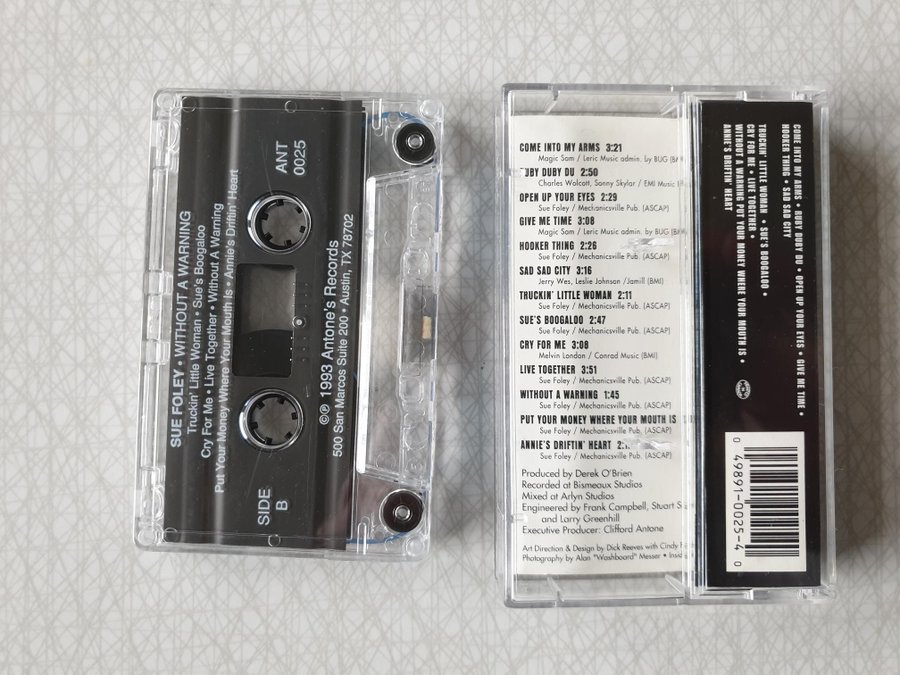 SUE FOLEY • WITHOUT A WARNING
Truckin' Little Woman • Sue's Boogaloo
Cry For Me • Live Together • Without A Warning
Put Your Money Where Your Mouth Is • Annie's Driftin' Heart
SIDE
B
ANT
0025
©℗ 1993 Antone's Records
500 San Marcos Suite 200 • Austin, TX 78702
COME INTO MY ARMS 3:21
Magic Sam / Leric Music admin. by BUG
UBY DUBY DU 2:50
Charles Wolcott, Sonny Skylar / EMI Music
OPEN UP YOUR EYES 2:29
Sue Foley / Mechanicsville Pub. (ASCAP)
GIVE ME TIME 3:08
Magic Sam / Leric Music admin. by BUG
HOOKER THING 2:26
Sue Foley / Mechanicsville Pub. (ASCAP)
SAD SAD CITY 3:16
Jerry Wes, Leslie Johnson /Jamill (BMI)
TRUCKIN' LITTLE WOMAN 2:11
Sue Foley / Mechanicsville Pub. (ASCAP)
SUE'S BOOGALOO 2:47
Sue Foley / Mechanicsville Pub. (ASCAP)
CRY FOR ME 3:08
Melvin London / Conrad Music (BMI)
LIVE TOGETHER 3:51
Sue Foley / Mechanicsville Pub. (ASCAP)
WITHOUT A WARNING 1:45
Sue Foley / Mechanicsville Pub. (ASCAP)
PUT YOUR MONEY WHERE YOUR MOUTH IS
Sue Foley / Mechanicsville Pub. (ASCAP)
ANNIE'S DRIFTIN' HEART
Sue Foley / Mechanicsville Pub. (ASCAP)
Produced by Derek O'Brien
Recorded at Bismeaux Studios
Mixed at Arlyn Studios
Engineered by Frank Campbell, Stuart
and Larry Greenhill
Executive Producer: Clifford Antone
Art Direction & Design by Dick Reeves with Cindy
Photography by Alan "Washboard" Messer •
COME INTO MY ARMS • RUBY DUBY DU • OPEN UP YOUR EYES • GIVE ME TIME •
HOOKER THING • SAD SAD CITY
TRUCKIN' LITTLE WOMAN • SUE'S BOOGALOO •
CRY FOR ME • LIVE TOGETHER •
WITHOUT A WARNING PUT YOUR MONEY WHERE YOUR MOUTH IS •
ANNIE'S DRIFTIN' HEART
0 49891-0025-4 0